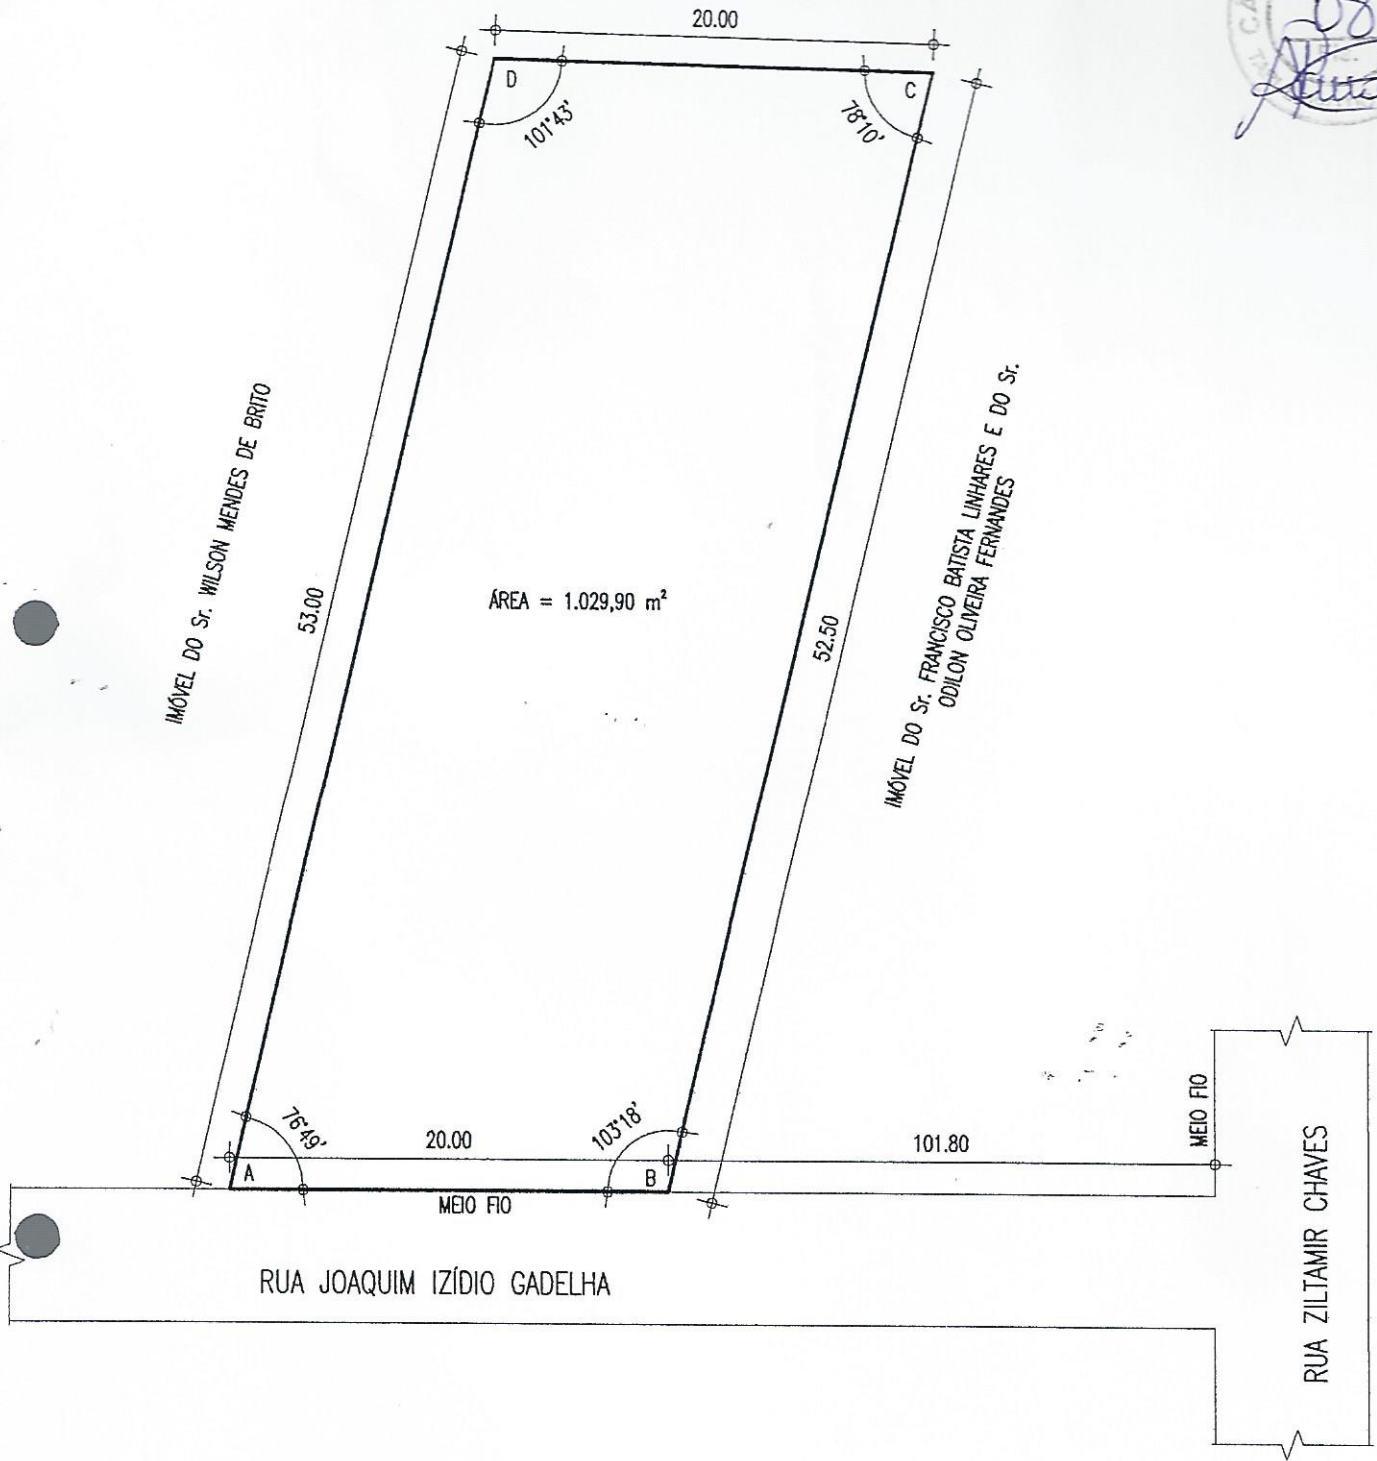 20.00
D
C
101°43'
78°10'
IMÓVEL DO Sr. WILSON MENDES DE BRITO
53.00
ÁREA = 1.029,90 m²
52.50
IMÓVEL DO Sr. FRANCISCO BATISTA LINHARES E DO Sr.
ODILON OLIVEIRA FERNANDES
76°49'
20.00
103°18'
101.80
A
B
MEIO FIO
MEIO FIO
RUA JOAQUIM IZÍDIO GADELHA
RUA ZILTAMIR CHAVES